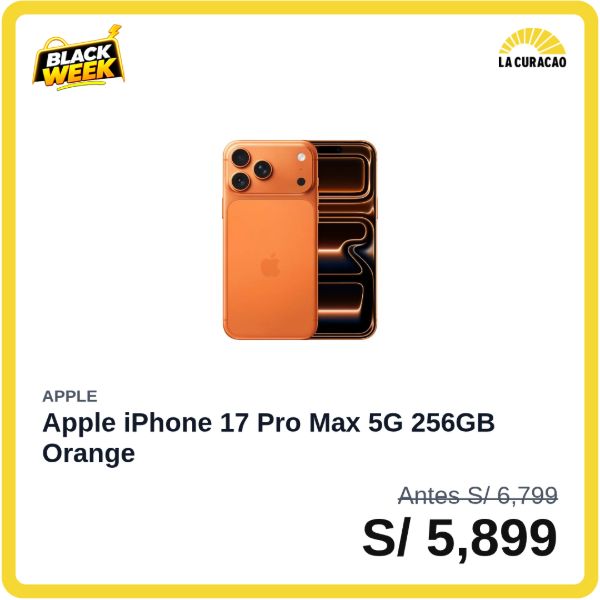 BLACK
WEEK
LA CURACAO
APPLE
Apple iPhone 17 Pro Max 5G 256GB
Orange
Antes S/ 6,799
S/ 5,899